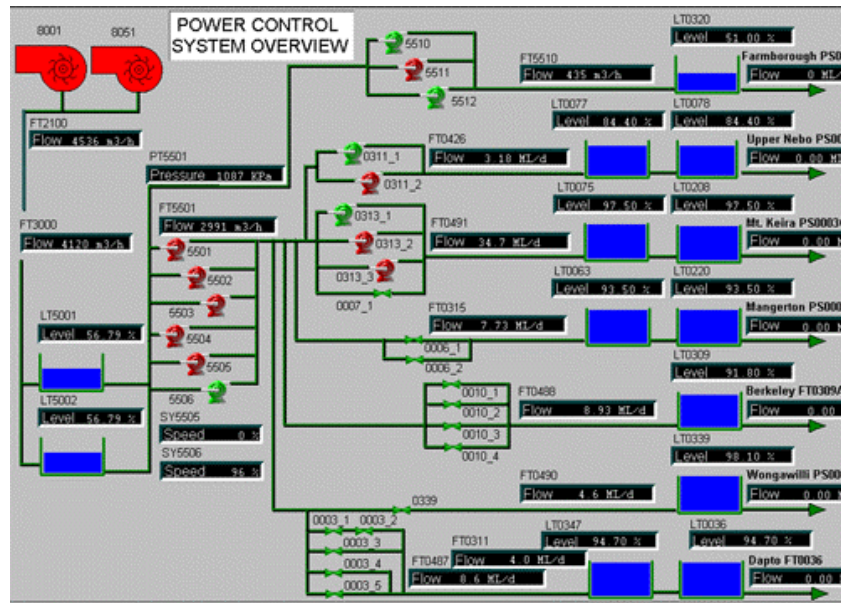 POWER CONTROL
SYSTEM OVERVIEW
8001
8051
FT2100
Flow 4536 m3/h
FT3000
Flow 4120 m3/h
LT5001
Level 56.79 %
LT5002
Level 56.79 %
PT5501
Pressure 1087 KPa
FT5501
Flow 2991 m3/h
5501
5502
5503
5504
5505
5506
SY5505
Speed 0 %
SY5506
Speed 96 %
5510
5511
5512
FT5510
Flow 435 m3/h
LT0320
Level 51.00 %
Farmborough PS0
Flow 0 ML/
0311_1
0311_2
FT0426
Flow 3.18 ML/d
LT0077
Level 84.40 %
LT0078
Level 84.40 %
Upper Nebo PS00
Flow 0.00 M
0313_1
0313_2
0313_3
0007_1
FT0491
Flow 34.7 ML/d
LT0075
Level 97.50 %
LT0208
Level 97.50 %
Mt. Keira PS0003
Flow 0.00
FT0315
Flow 7.73 ML/d
0006_1
0006_2
LT0063
Level 93.50 %
LT0220
Level 93.50 %
Mangerton PS000
Flow 0.00
0010_1
0010_2
0010_3
0010_4
FT0488
Flow 8.93 ML/d
LT0309
Level 91.80 %
Berkeley FT0309A
Flow 0.00
0339
FT0490
Flow 4.6 ML/d
LT0339
Level 98.10 %
Wongawilli PS00
Flow 0.00
0003_1 0003_2
0003_3
0003_4
0003_5
FT0311
Flow 4.0 ML/d
FT0487
Flow 8.6 ML/d
LT0347
Level 94.70 %
LT0036
Level 94.70 %
Dapto FT0036
Flow 0.00